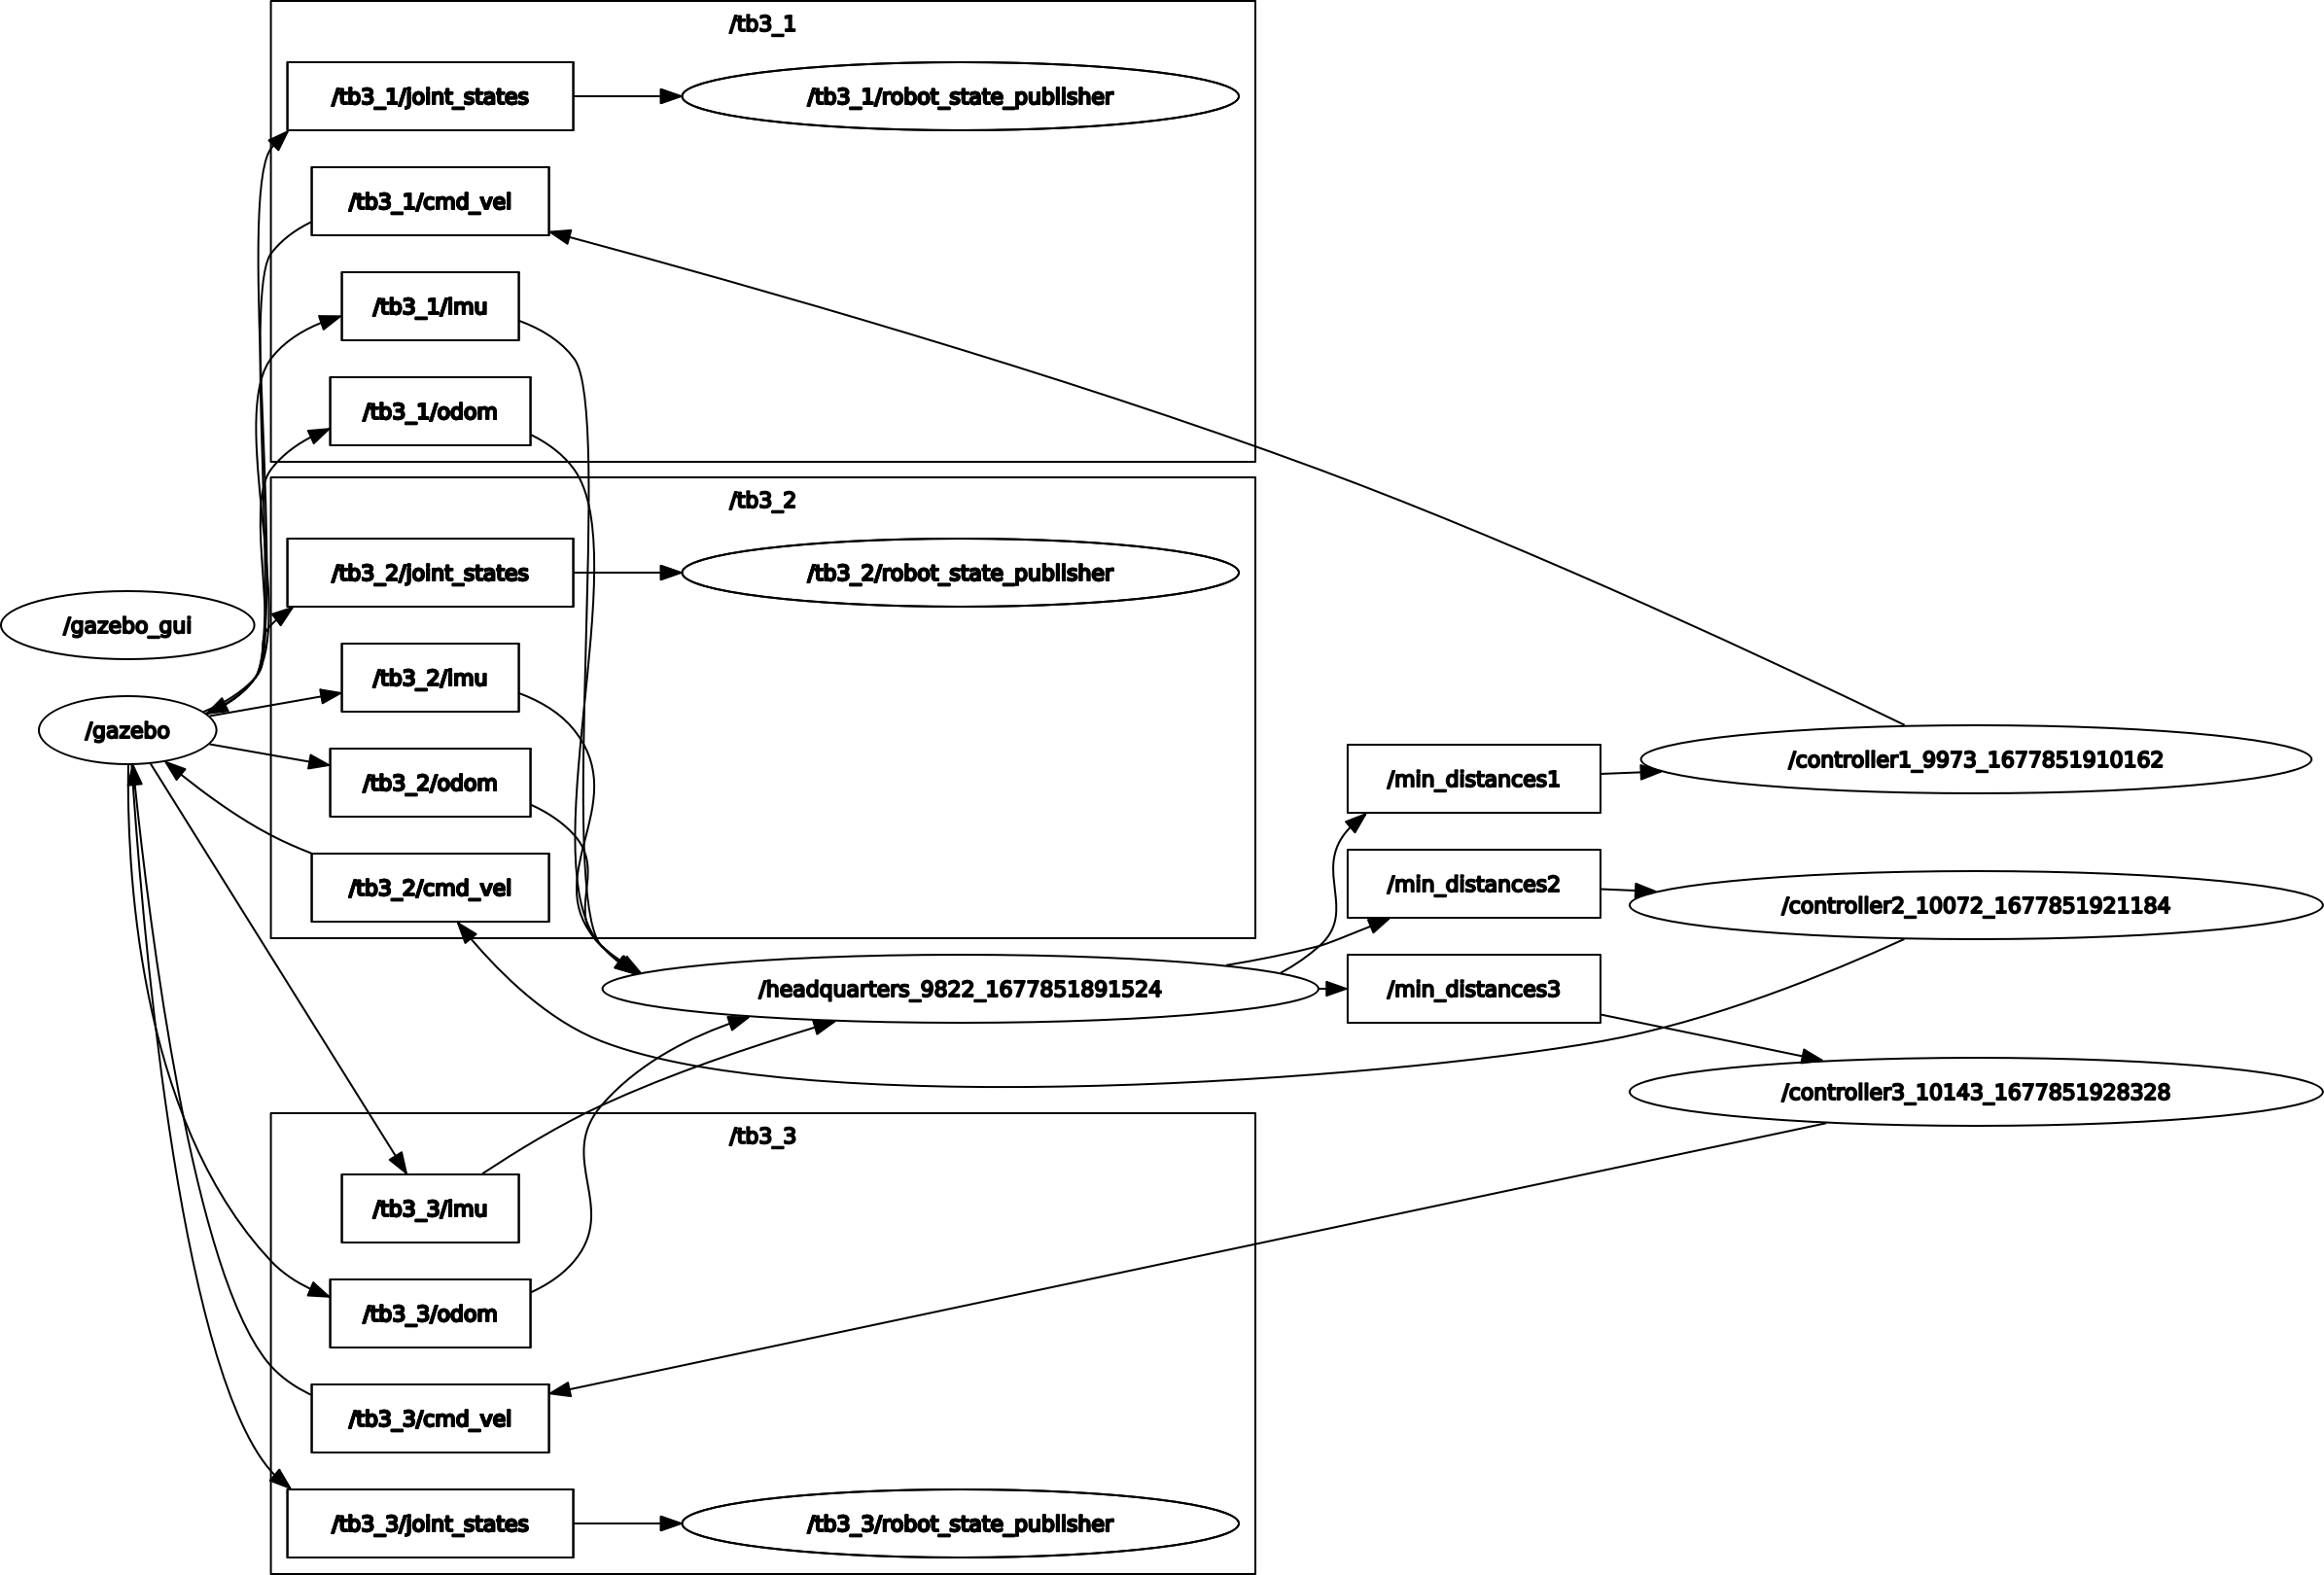 /tb3_1
/tb3_1/joint_states
/tb3_1/robot_state_publisher
/tb3_1/cmd_vel
/tb3_1/imu
/tb3_1/odom
/tb3_2
/tb3_2/joint_states
/tb3_2/robot_state_publisher
/gazebo_gui
/tb3_2/imu
/gazebo
/tb3_2/odom
/min_distances1
/controller1_9973_1677851910162
/tb3_2/cmd_vel
/min_distances2
/controller2_10072_1677851921184
/headquarters_9822_1677851891524
/min_distances3
/controller3_10143_1677851928328
/tb3_3
/tb3_3/imu
/tb3_3/odom
/tb3_3/cmd_vel
/tb3_3/joint_states
/tb3_3/robot_state_publisher